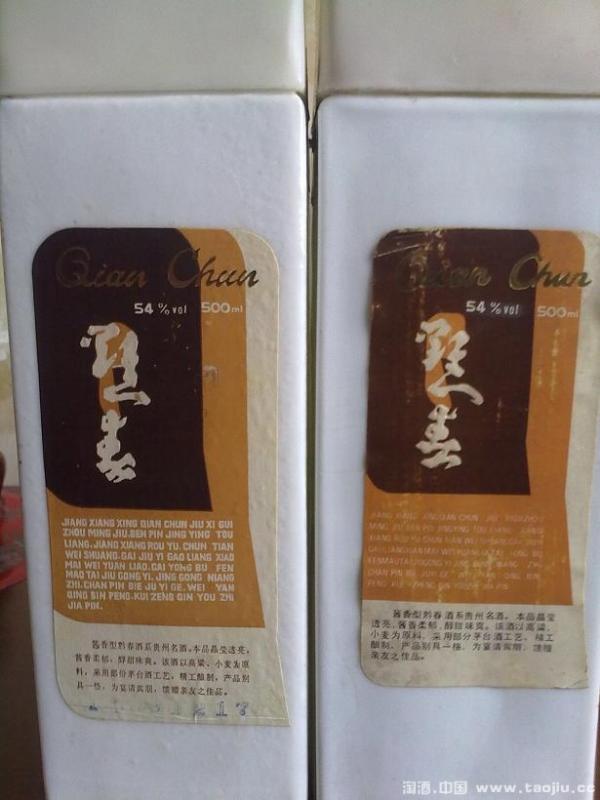 Qian Chun
54 % vol 500ml
黔春
JIANG XIANG XING QIAN CHUN JIU XI GUI
ZHOU MING JIU.BEN PIN JING YING TOU
LIANG.JIANG XIANG ROU YU. CHUN TIAN
WEI SHUANG.GAI JIU YI GAO LIANG XIAO
MAI WEI YUAN LIAO.CAI YONG BU FEN
MAO TAI JIU GONG YI. JING GONG NIANG
ZHI. CHAN PIN BIE JU YI GE. WEI YAN
QING BIN PENG.KUI ZENG QIN YOU ZHI
JIA PIN.
酱香型黔春酒系贵州名酒。本品晶莹透亮，
酱香柔郁，醇甜味爽。该酒以高粱、小麦为原
料，采用部份茅台酒工艺，精工酿制，产品别
具一格，为宴请宾朋，馈赠亲友之佳品。
Qian Chun
54 % vol 500ml
黔春
酱香型黔春酒系贵州名酒。本品晶莹
透亮，酱香柔郁，醇甜味爽。该酒以高粱、
小麦为原料，采用部分茅台酒工艺，精工
酿制，产品别具一格，为宴请宾朋、馈赠
亲友之佳品。
淘酒.中国 www.taojiu.cc